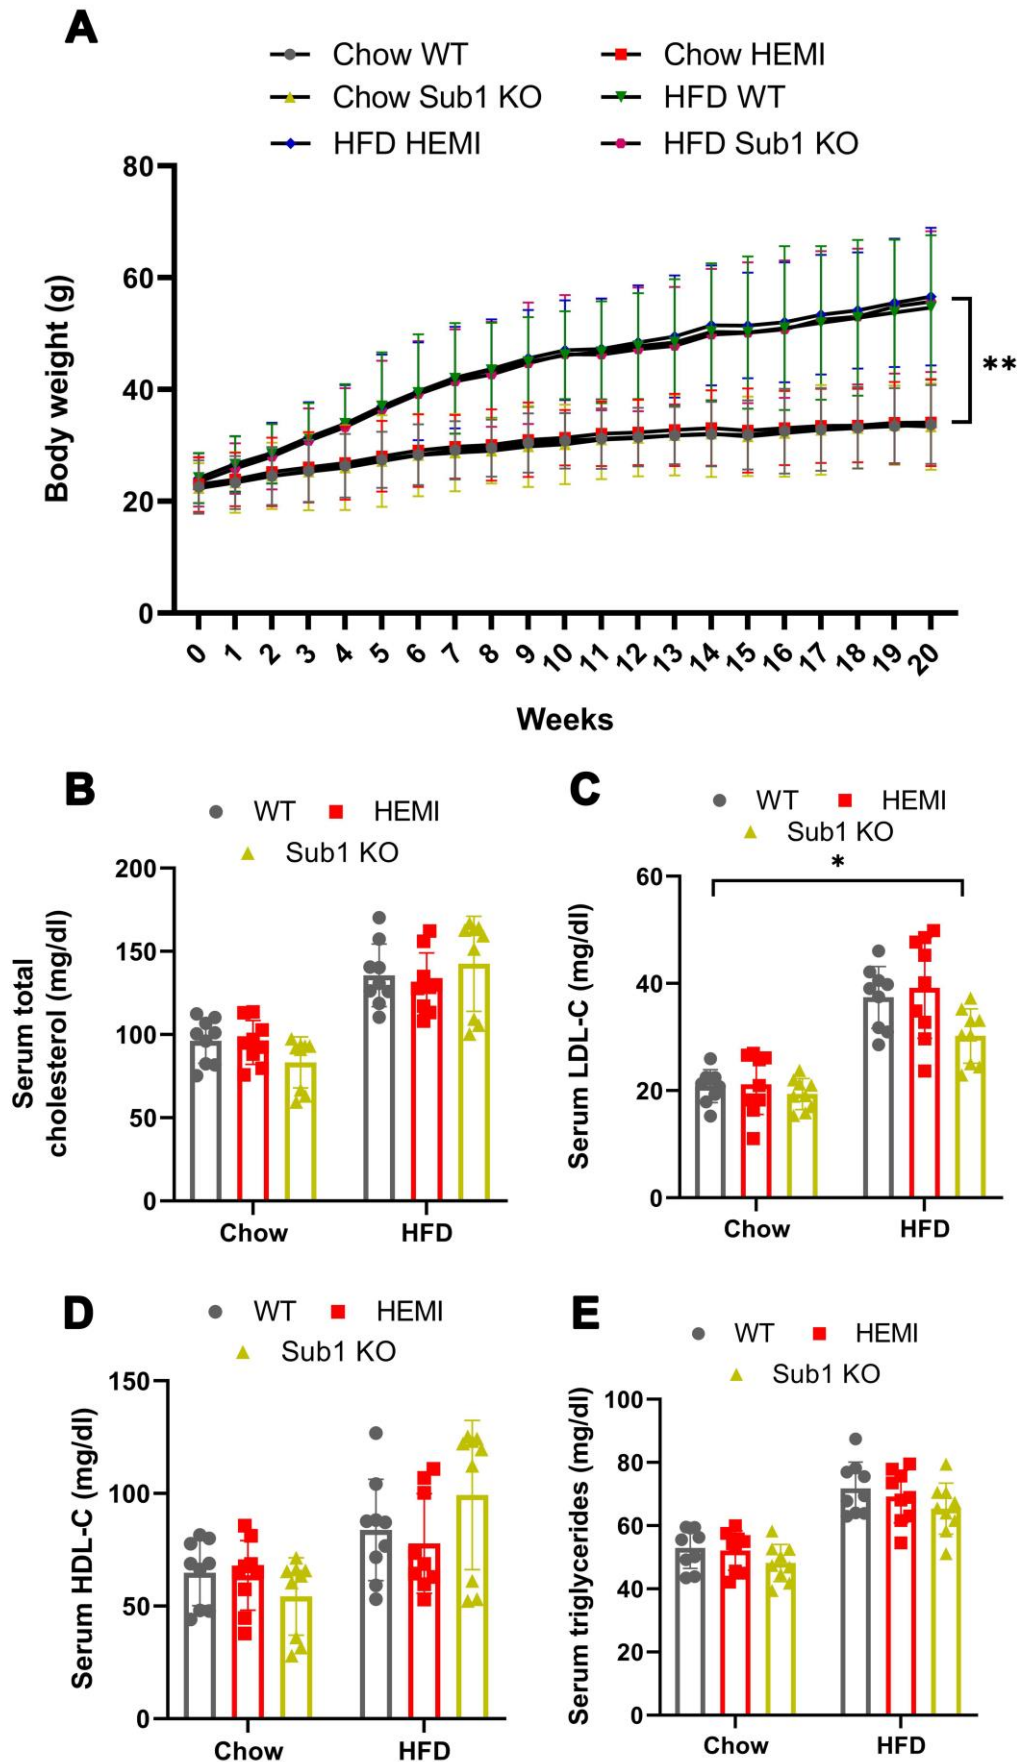 A
Chow WT
Chow HEMI
Chow Sub1 KO
HFD WT
HFD HEMI
HFD Sub1 KO
80
60
40
20
0
Body weight (g)
**
0 1 2 3 4 5 6 7 8 9 10 11 12 13 14 15 16 17 18 19 20
Weeks
B
WT HEMI
Sub1 KO
200
150
100
50
0
Serum total
cholesterol (mg/dl)
Chow HFD
C
WT HEMI
Sub1 KO
*
60
40
20
0
Serum LDL-C (mg/dl)
Chow HFD
D
WT HEMI
Sub1 KO
150
100
50
0
Serum HDL-C (mg/dl)
Chow HFD
E
WT HEMI
Sub1 KO
100
80
60
40
20
0
Serum triglycerides (mg/dl)
Chow HFD